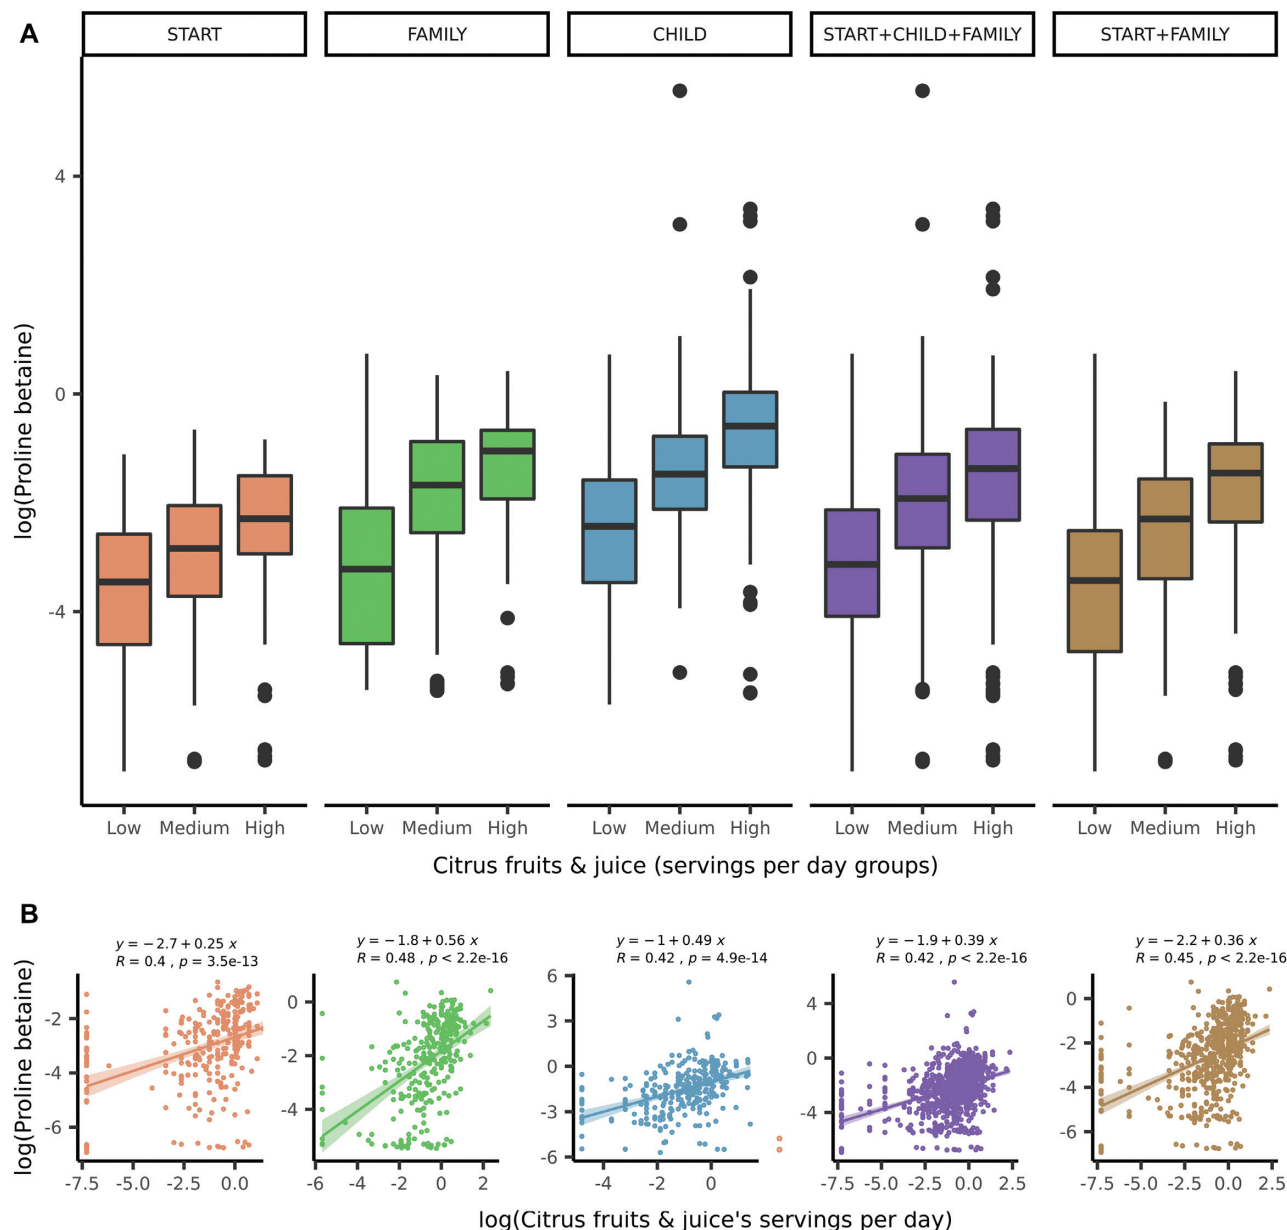 A
START FAMILY CHILD START+CHILD+FAMILY START+FAMILY
4
0
-4
log(Proline betaine)
Low Medium High Low Medium High Low Medium High Low Medium High Low Medium High
Citrus fruits & juice (servings per day groups)
B
y = −2.7 + 0.25 x
R = 0.4 , p = 3.5e-13
y = −1.8 + 0.56 x
R = 0.48 , p < 2.2e-16
y = −1 + 0.49 x
R = 0.42 , p = 4.9e-14
y = −1.9 + 0.39 x
R = 0.42 , p < 2.2e-16
y = −2.2 + 0.36 x
R = 0.45 , p < 2.2e-16
log(Proline betaine)
-2
-4
-6
-7.5 -5.0 -2.5 0.0
0
-2
-4
-6 -4 -2 0 2
6
3
0
-3
-6
-4 -2 0
4
0
-4
-7.5 -5.0 -2.5 0.0 2.5
0
-2
-4
-6
-7.5 -5.0 -2.5 0.0 2.5
log(Citrus fruits & juice's servings per day)